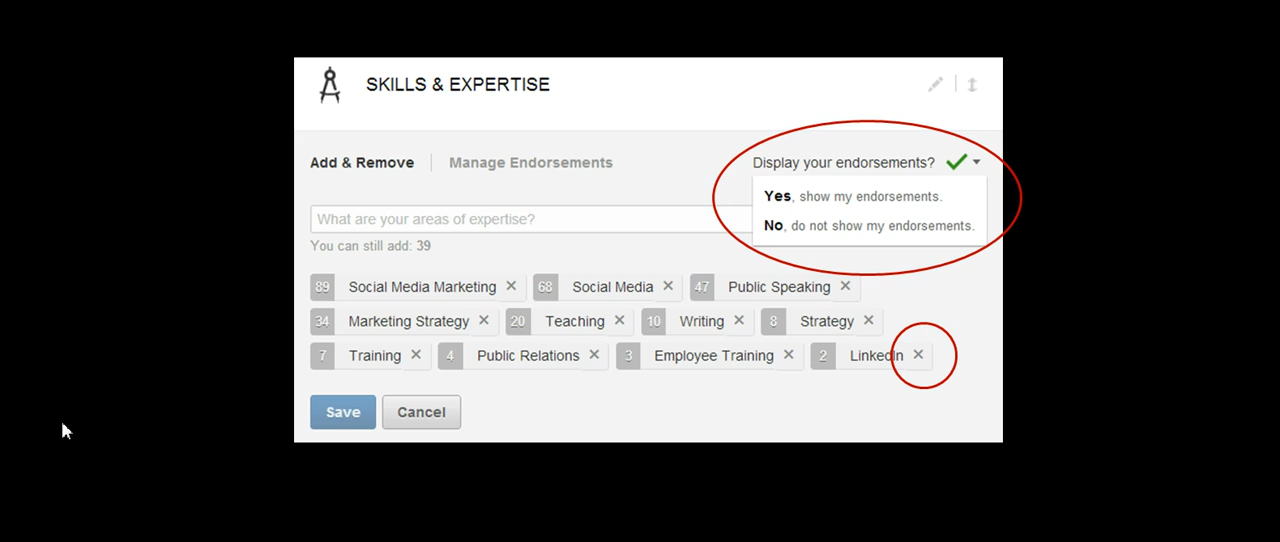 SKILLS & EXPERTISE
Add & Remove Manage Endorsements Display your endorsements?
Yes, show my endorsements.
What are your areas of expertise?
No, do not show my endorsements.
You can still add: 39
89 Social Media Marketing 68 Social Media 47 Public Speaking
34 Marketing Strategy 20 Teaching 10 Writing 8 Strategy
7 Training 4 Public Relations 3 Employee Training 2 LinkedIn
Save Cancel